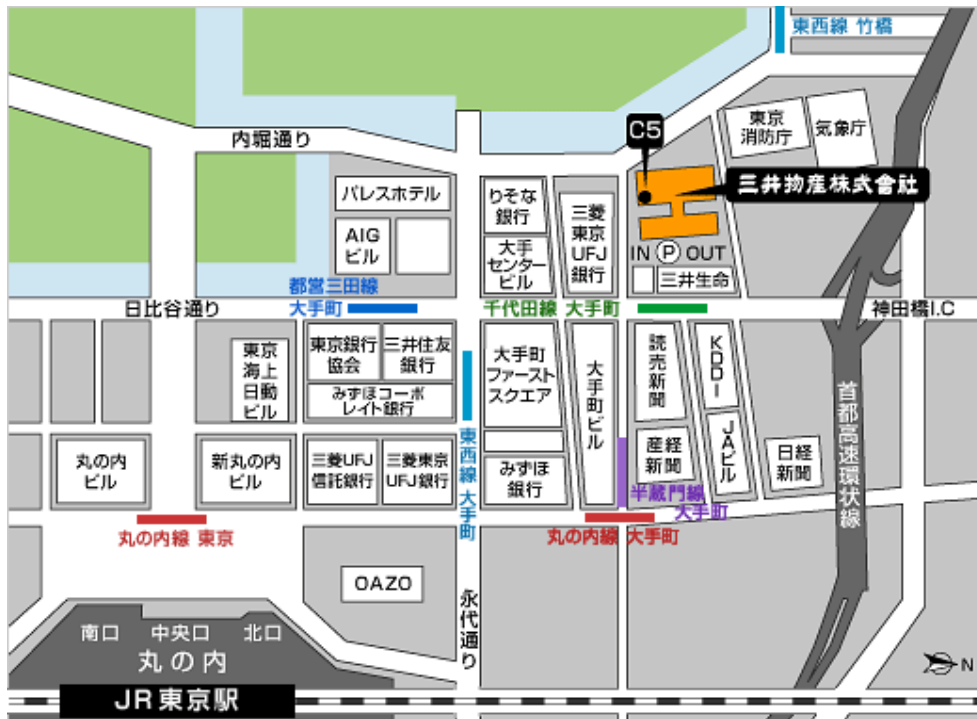 東西線 竹橋
内堀通り
C5
東京
消防庁
気象庁
三井物産株式會社
パレスホテル
りそな
銀行
三菱
東京
UFJ
銀行
AIG
ビル
大手
センター
ビル
IN P OUT
三井生命
都営三田線
大手町
日比谷通り
千代田線 大手町
神田橋I.C
東京
海上
日動
ビル
東京銀行
協会
三井住友
銀行
みずほコーポ
レイト銀行
大手町
ファースト
スクエア
大手町ビル
読売新聞
KDDI
首都高速環状線
東西線 大手町
丸の内
ビル
新丸の内
ビル
三菱UFJ
信託銀行
三菱東京
UFJ銀行
みずほ
銀行
産経
新聞
JAビル
日経
新聞
半蔵門線
大手町
丸の内線 東京
丸の内線 大手町
OAZO
永代通り
南口 中央口 北口
丸の内
JR東京駅
N